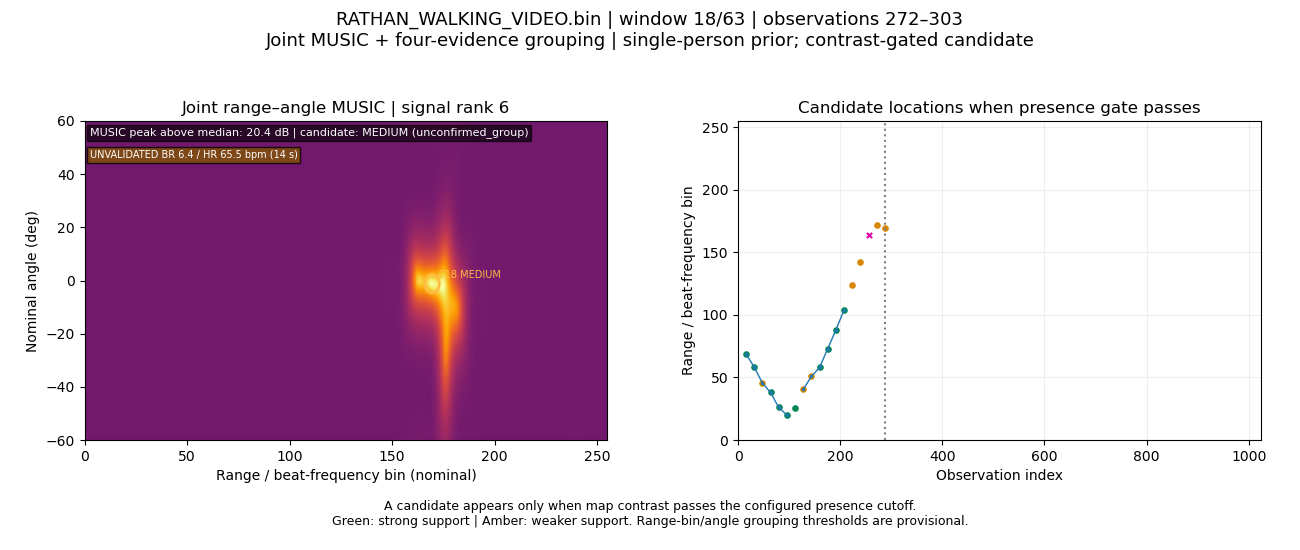 RATHAN_WALKING_VIDEO.bin | window 18/63 | observations 272–303
Joint MUSIC + four-evidence grouping | single-person prior; contrast-gated candidate
Joint range–angle MUSIC | signal rank 6
MUSIC peak above median: 20.4 dB | candidate: MEDIUM (unconfirmed_group)
UNVALIDATED BR 6.4 / HR 65.5 bpm (14 s)
MEDIUM
60
40
20
0
−20
−40
−60
Nominal angle (deg)
0 50 100 150 200 250
Range / beat-frequency bin (nominal)
Candidate locations when presence gate passes
250
200
150
100
50
0
Range / beat-frequency bin
0 200 400 600 800 1000
Observation index
A candidate appears only when map contrast passes the configured presence cutoff.
Green: strong support | Amber: weaker support. Range-bin/angle grouping thresholds are provisional.